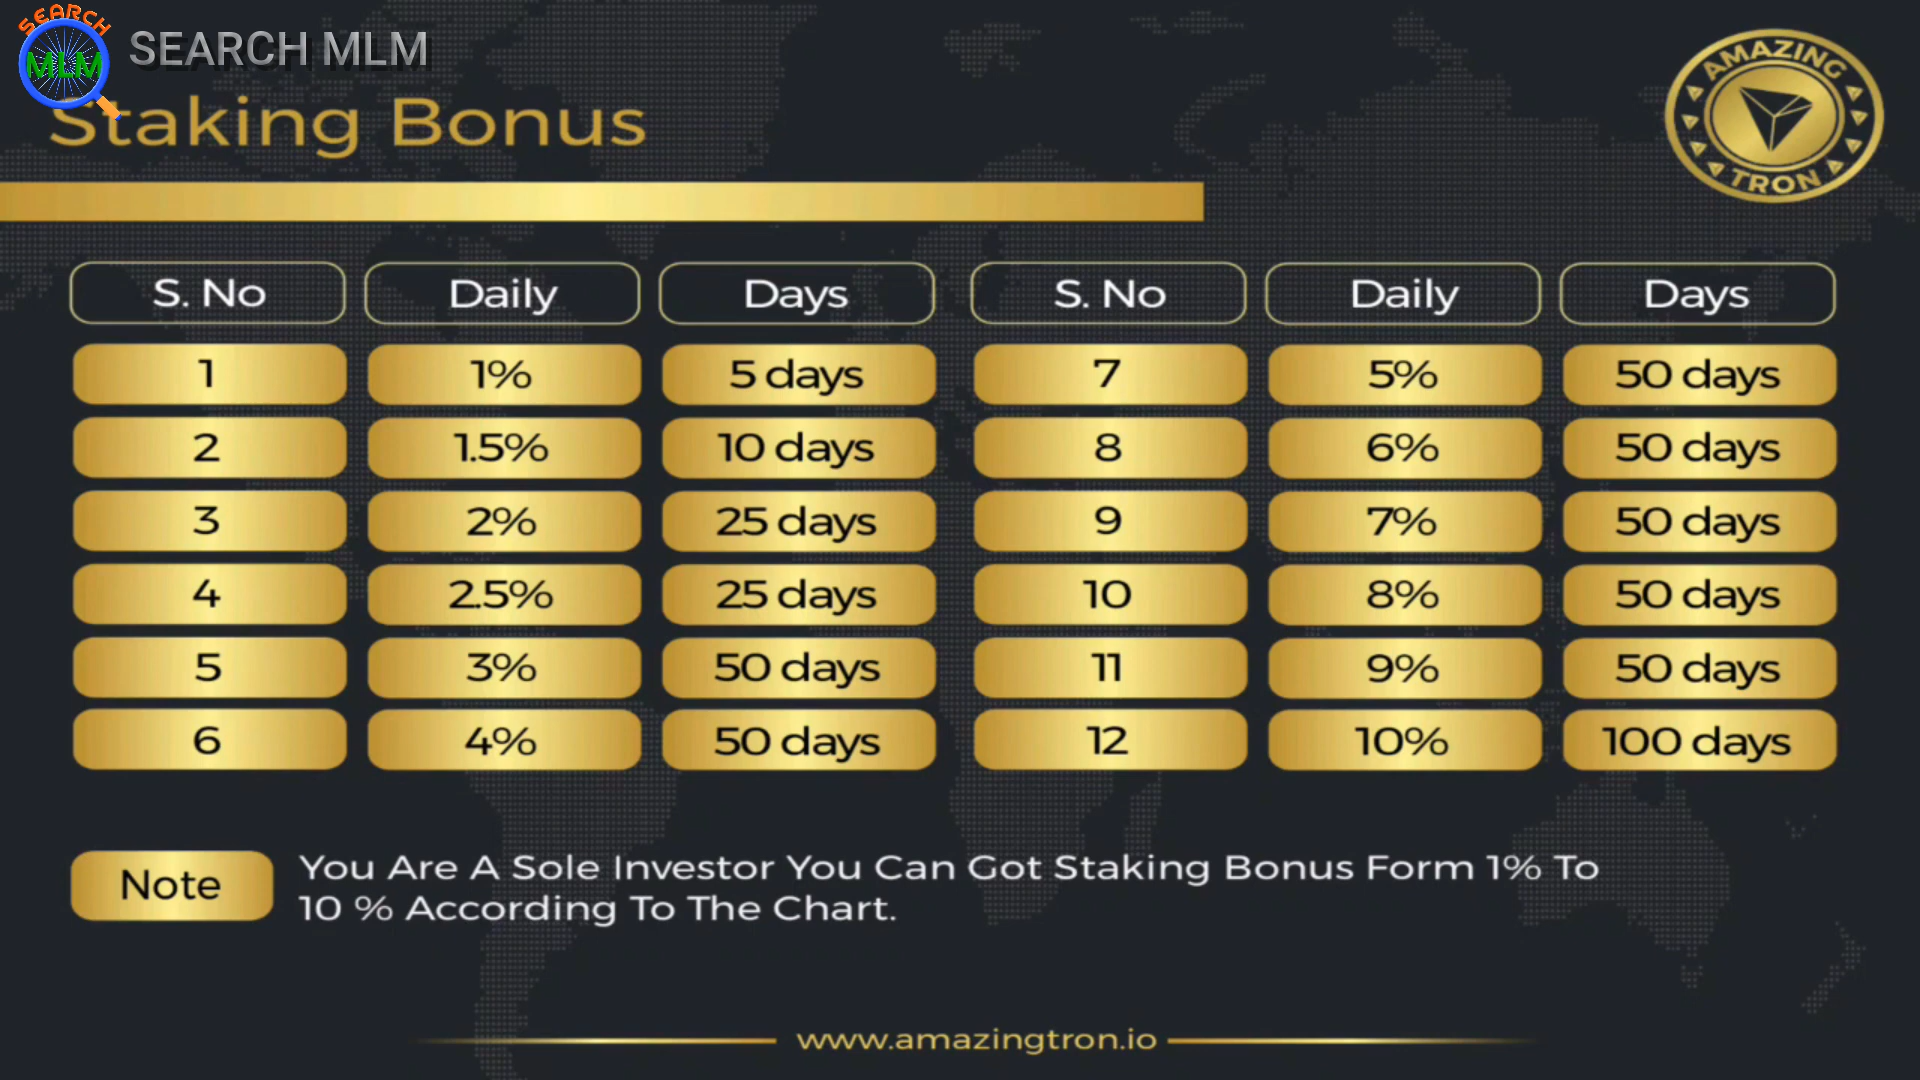 SEARCH
MLM
SEARCH MLM
Staking Bonus
AMAZING
TRON
S. No Daily Days S. No Daily Days
1 1% 5 days 7 5% 50 days
2 1.5% 10 days 8 6% 50 days
3 2% 25 days 9 7% 50 days
4 2.5% 25 days 10 8% 50 days
5 3% 50 days 11 9% 50 days
6 4% 50 days 12 10% 100 days
Note You Are A Sole Investor You Can Got Staking Bonus Form 1% To
10 % According To The Chart.
www.amazingtron.io